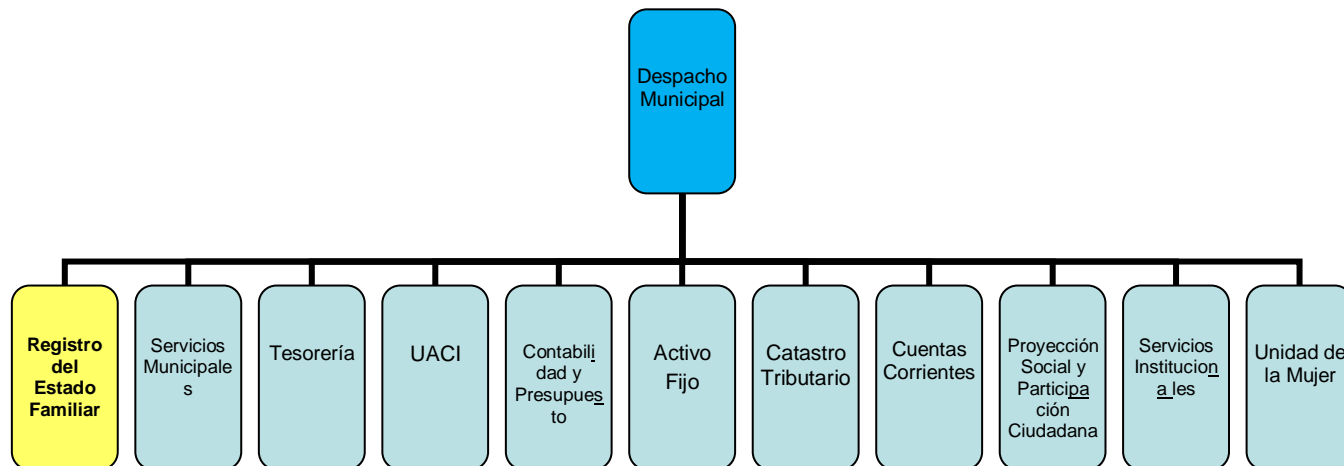 Despacho
Municipal
Registro
del
Estado
Familiar
Servicios
Municipale
s
Tesorería
UACI
Contabili
dad y
Presupues
to
Activo
Fijo
Catastro
Tributario
Cuentas
Corrientes
Proyección
Social y
Participa
ción
Ciudadana
Servicios
Institucion
a les
Unidad de
la Mujer